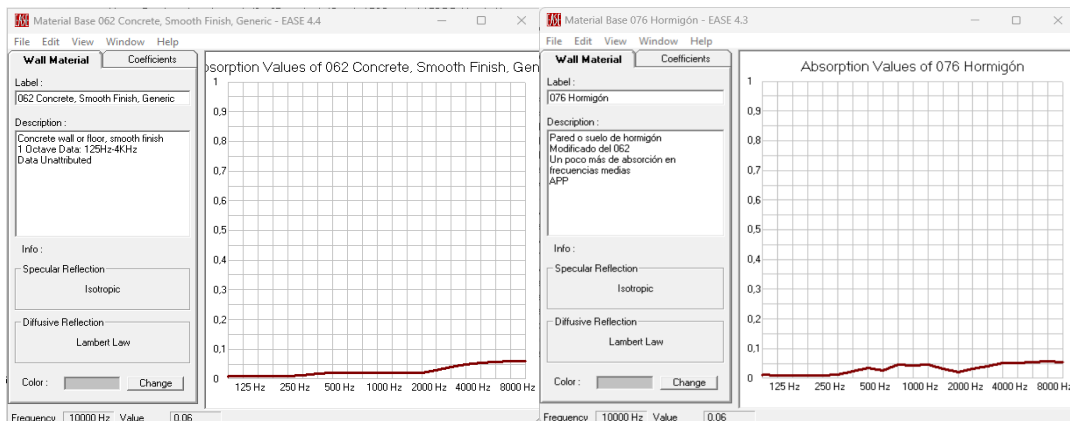 Material Base 062 Concrete, Smooth Finish, Generic - EASE 4.4
File Edit View Window Help
Wall Material Coefficients
Label :
062 Concrete, Smooth Finish, Generic
Description :
Concrete wall or floor, smooth finish
1 Octave Data: 125Hz-4KHz
Data Unattributed
Info :
Specular Reflection
Isotropic
Diffusive Reflection
Lambert Law
Color : Change
Frequency 10000 Hz Value 0.06
sorption Values of 062 Concrete, Smooth Finish, Gen
1
0,9
0,8
0,7
0,6
0,5
0,4
0,3
0,2
0,1
0
125 Hz 250 Hz 500 Hz 1000 Hz 2000 Hz 4000 Hz 8000 Hz
Material Base 076 Hormigón - EASE 4.3
File Edit View Window Help
Wall Material Coefficients
Label :
076 Hormigón
Description :
Pared o suelo de hormigón
Modificado del 062
Un poco más de absorción en
frecuencias medias
APP
Info :
Specular Reflection
Isotropic
Diffusive Reflection
Lambert Law
Color : Change
Frequency 10000 Hz Value 0.06
Absorption Values of 076 Hormigón
1
0,9
0,8
0,7
0,6
0,5
0,4
0,3
0,2
0,1
0
125 Hz 250 Hz 500 Hz 1000 Hz 2000 Hz 4000 Hz 8000 Hz